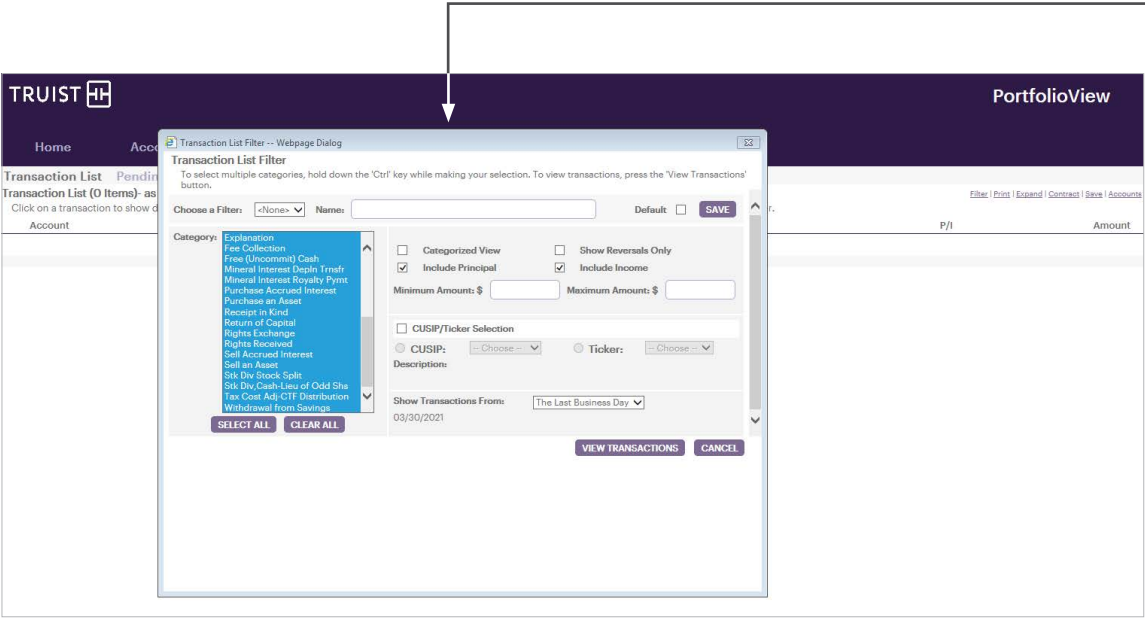 TRUIST
PortfolioView
Home
Acco
Transaction List Pendin
Transaction List (0 Items)- as
Filter | Print | Expand | Contract | Save | Accounts
Click on a transaction to show d
r.
Account
P/I
Amount
Transaction List Filter -- Webpage Dialog
Transaction List Filter
To select multiple categories, hold down the 'Ctrl' key while making your selection. To view transactions, press the 'View Transactions'
button.
Choose a Filter: <None> Name: Default SAVE
Category:
Explanation
Fee Collection
Free (Uncommit) Cash
Mineral Interest Depln Trnsfr
Mineral Interest Royalty Pymt
Purchase Accrued Interest
Purchase an Asset
Receipt in Kind
Return of Capital
Rights Exchange
Rights Received
Sell Accrued Interest
Sell an Asset
Stk Div Stock Split
Stk Div,Cash-Lieu of Odd Sha
Tax Cost Adj-CTF Distribution
Withdrawal from Savings
SELECT ALL CLEAR ALL
Categorized View Show Reversals Only
Include Principal Include Income
Minimum Amount: $ Maximum Amount: $
CUSIP/Ticker Selection
CUSIP: -- Choose -- Ticker: -- Choose --
Description:
Show Transactions From: The Last Business Day
03/30/2021
VIEW TRANSACTIONS CANCEL